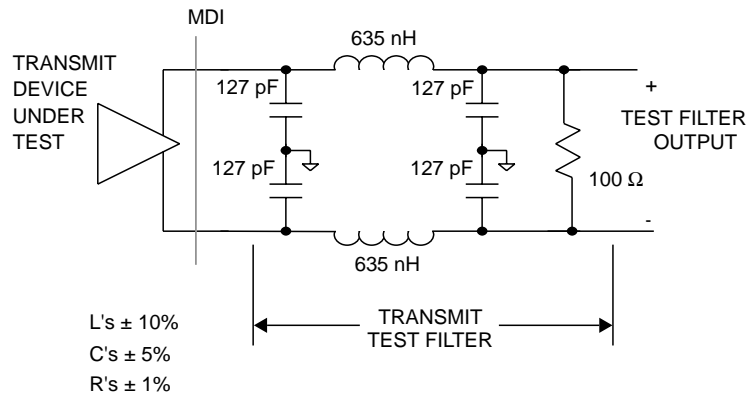 MDI
TRANSMIT
DEVICE
UNDER
TEST
635 nH
127 pF
127 pF
127 pF
127 pF
+
TEST FILTER
OUTPUT
100 Ω
-
635 nH
TRANSMIT
TEST FILTER
L's ± 10%
C's ± 5%
R's ± 1%